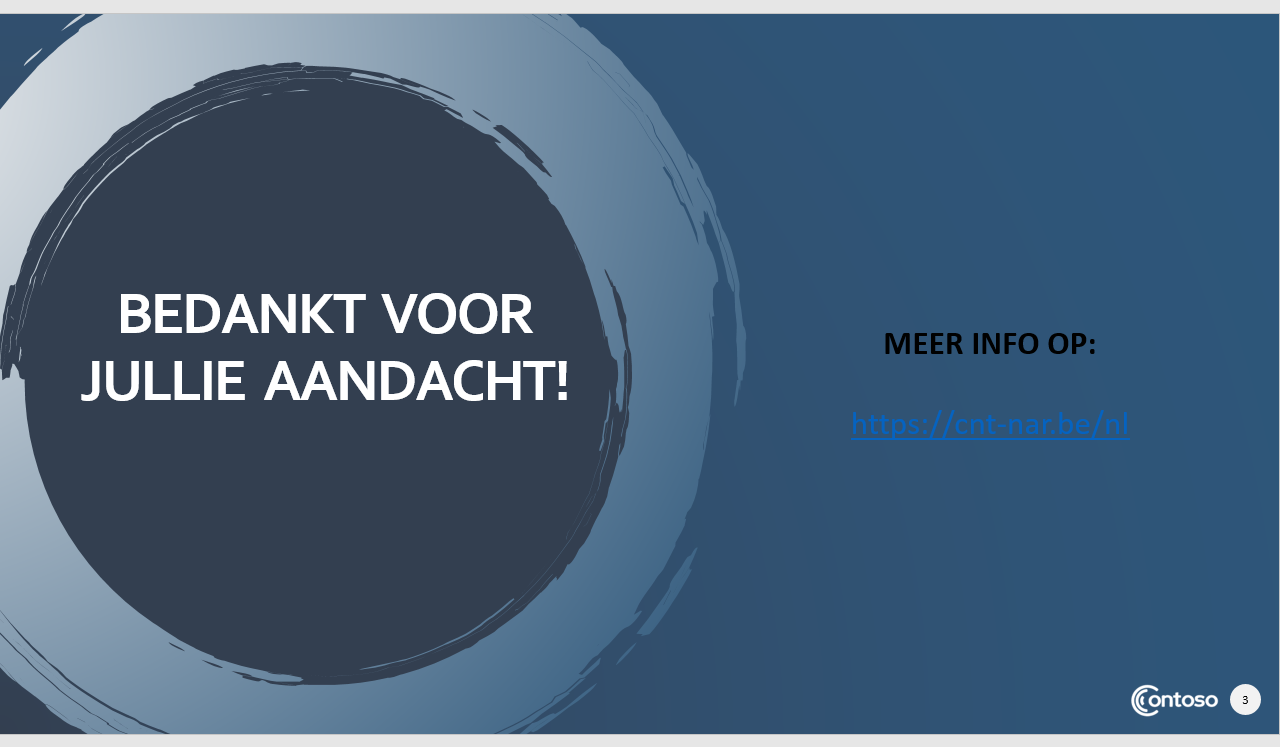 BEDANKT VOOR
JULLIE AANDACHT!
MEER INFO OP:
https://cnt-nar.be/nl
Contoso
3